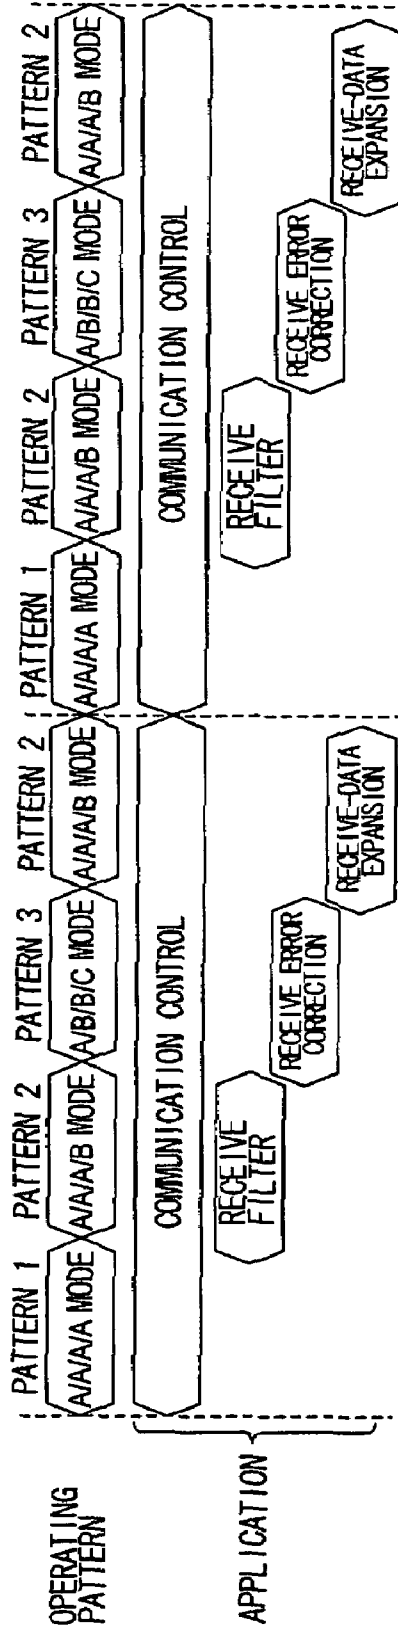 OPERATING
PATTERN
PATTERN 1 PATTERN 2 PATTERN 3 PATTERN 2 PATTERN 1 PATTERN 2 PATTERN 3 PATTERN 2
A/A/A/A MODE A/A/A/B MODE A/B/B/C MODE A/A/A/B MODE A/A/A/A MODE A/A/A/B MODE A/B/B/C MODE A/A/A/B MODE
APPLICATION
COMMUNICATION CONTROL COMMUNICATION CONTROL
RECEIVE
FILTER
RECEIVE ERROR
CORRECTION
RECEIVE-DATA
EXPANSION
RECEIVE
FILTER
RECEIVE ERROR
CORRECTION
RECEIVE-DATA
EXPANSION